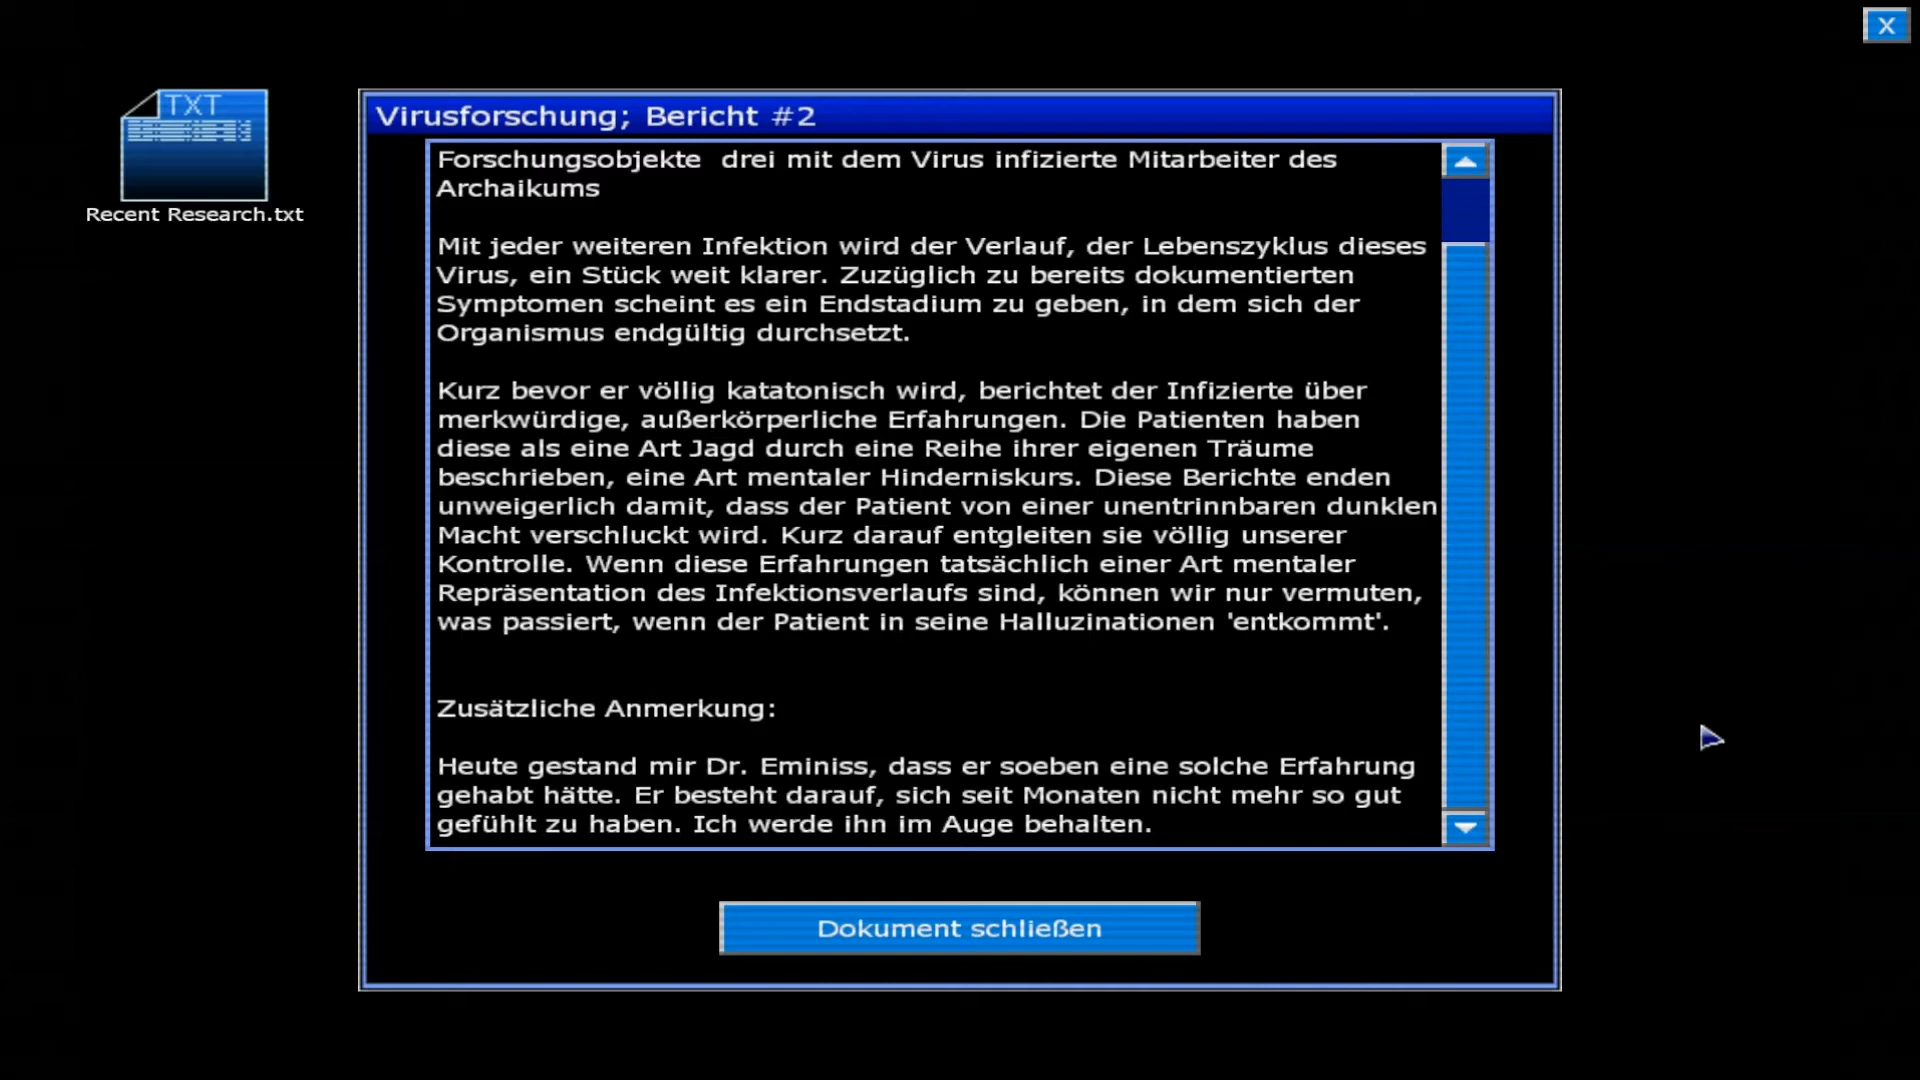 X
TXT
Recent Research.txt
Virusforschung; Bericht #2
Forschungsobjekte  drei mit dem Virus infizierte Mitarbeiter des
Archaikums
Mit jeder weiteren Infektion wird der Verlauf, der Lebenszyklus dieses
Virus, ein Stück weit klarer. Zuzüglich zu bereits dokumentierten
Symptomen scheint es ein Endstadium zu geben, in dem sich der
Organismus endgültig durchsetzt.
Kurz bevor er völlig katatonisch wird, berichtet der Infizierte über
merkwürdige, außerkörperliche Erfahrungen. Die Patienten haben
diese als eine Art Jagd durch eine Reihe ihrer eigenen Träume
beschrieben, eine Art mentaler Hinderniskurs. Diese Berichte enden
unweigerlich damit, dass der Patient von einer unentrinnbaren dunklen
Macht verschluckt wird. Kurz darauf entgleiten sie völlig unserer
Kontrolle. Wenn diese Erfahrungen tatsächlich einer Art mentaler
Repräsentation des Infektionsverlaufs sind, können wir nur vermuten,
was passiert, wenn der Patient in seine Halluzinationen 'entkommt'.
Zusätzliche Anmerkung:
Heute gestand mir Dr. Eminiss, dass er soeben eine solche Erfahrung
gehabt hätte. Er besteht darauf, sich seit Monaten nicht mehr so gut
gefühlt zu haben. Ich werde ihn im Auge behalten.
Dokument schließen